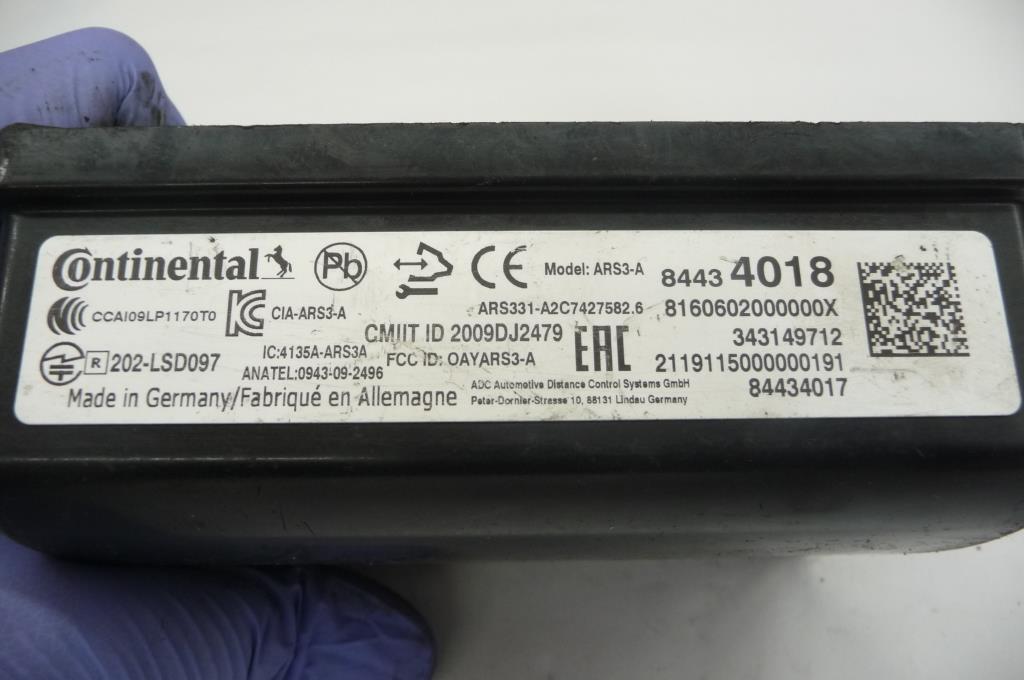 Continental
Pb
CE
Model: ARS3-A
8443 4018
CCAI09LP1170T0
CIA-ARS3-A
ARS331-A2C7427582.6
8160602000000X
CMIIT ID 2009DJ2479
EAC
343149712
R 202-LSD097
IC:4135A-ARS3A
FCC ID: OAYARS3-A
2119115000000191
ANATEL:0943-09-2496
ADC Automotive Distance Control Systems GmbH
84434017
Made in Germany/Fabriqué en Allemagne
Peter-Dornier-Strasse 10, 88131 Lindau Germany